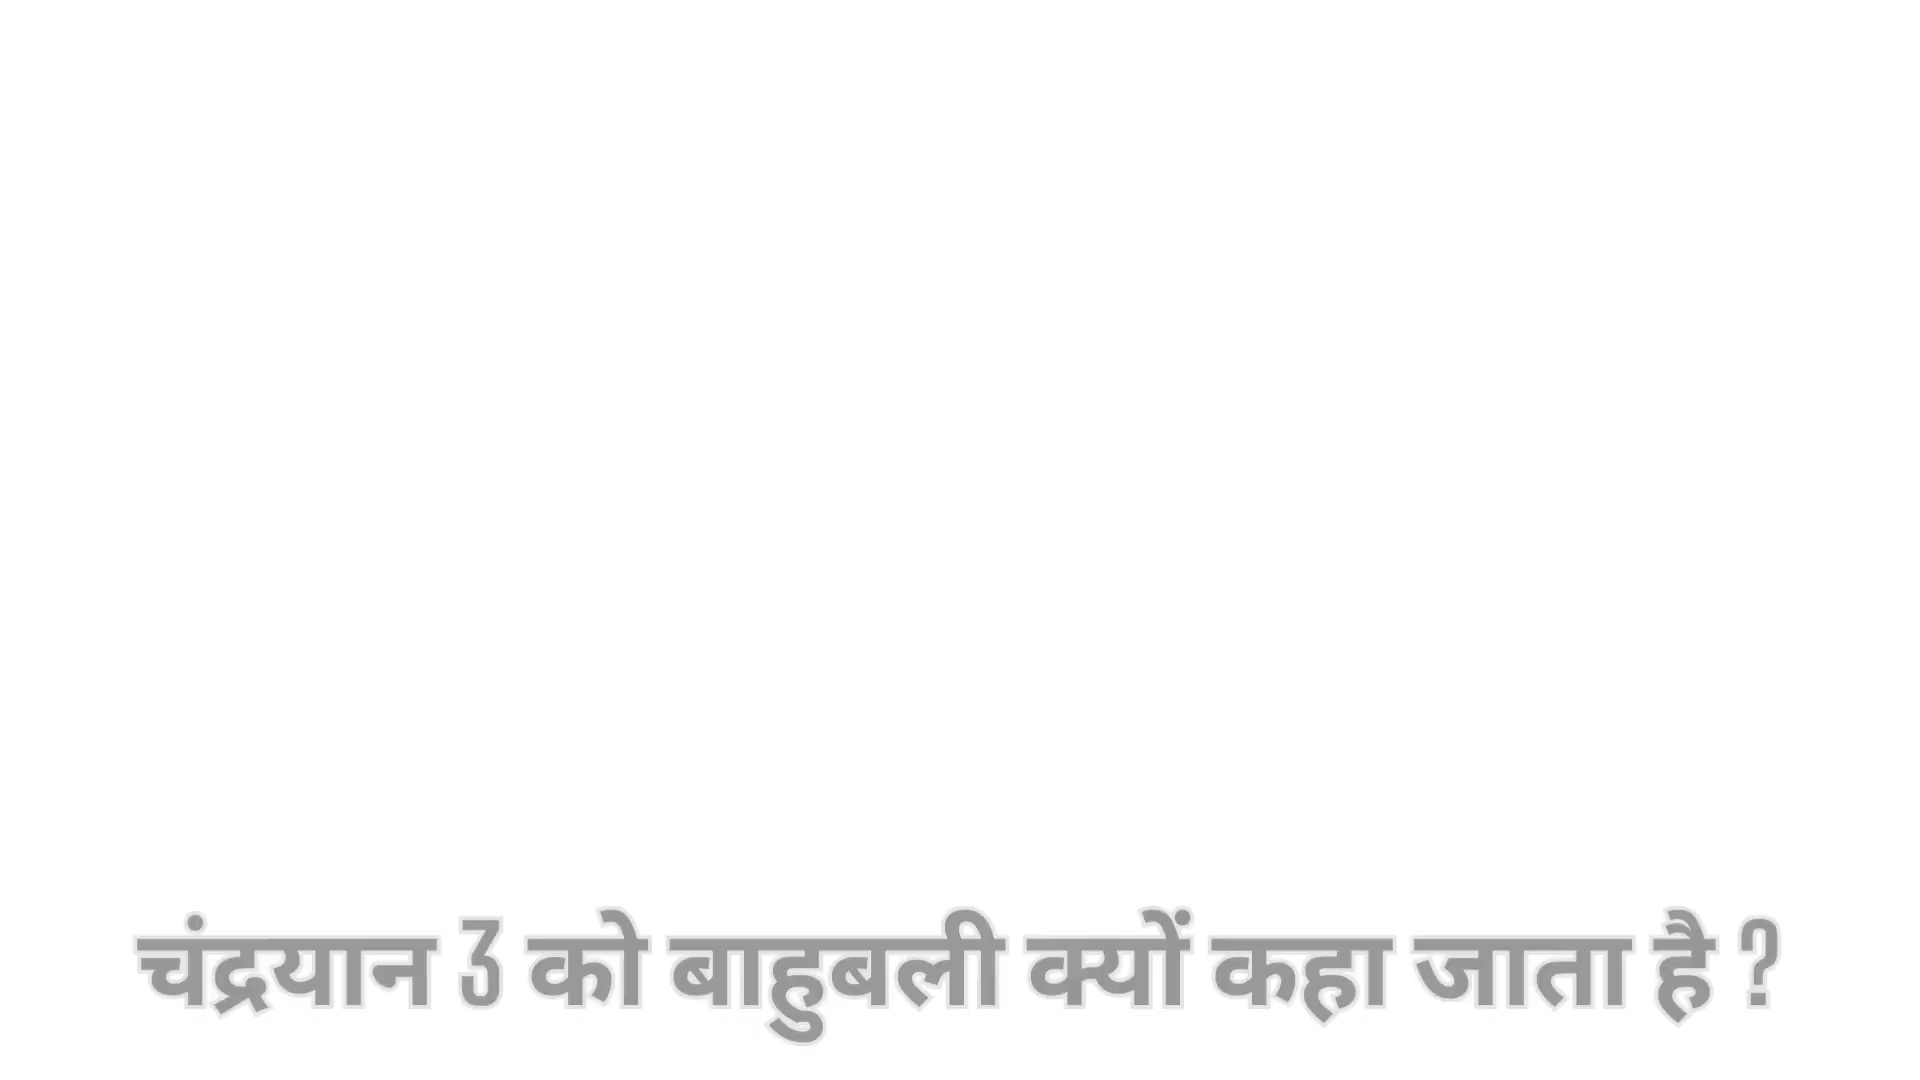 चंद्रयान 3 को बाहुबली क्यों कहा जाता है ?